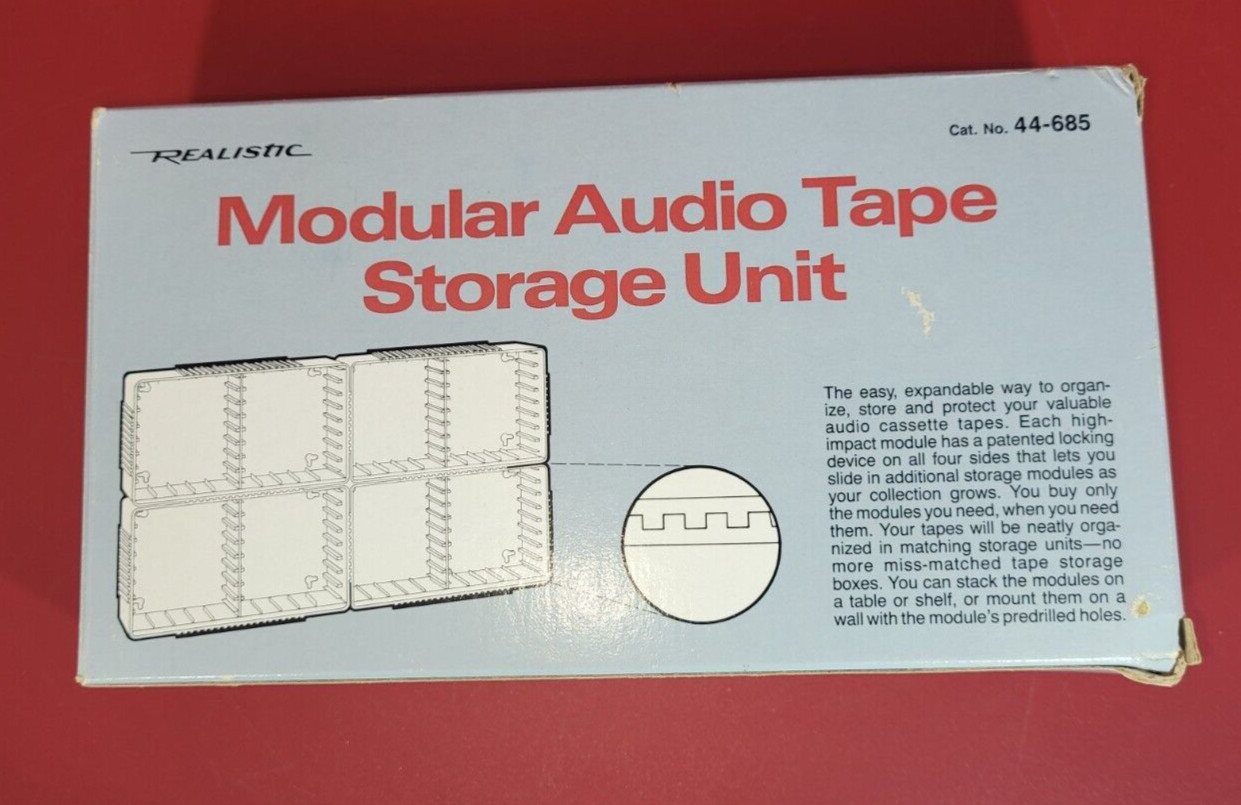 REALISTIC
Cat. No. 44-685
Modular Audio Tape
Storage Unit
The easy, expandable way to organ-
ize, store and protect your valuable
audio cassette tapes. Each high-
impact module has a patented locking
device on all four sides that lets you
slide in additional storage modules as
your collection grows. You buy only
the modules you need, when you need
them. Your tapes will be neatly orga-
nized in matching storage units—no
more miss-matched tape storage
boxes. You can stack the modules on
a table or shelf, or mount them on a
wall with the module's predrilled holes.